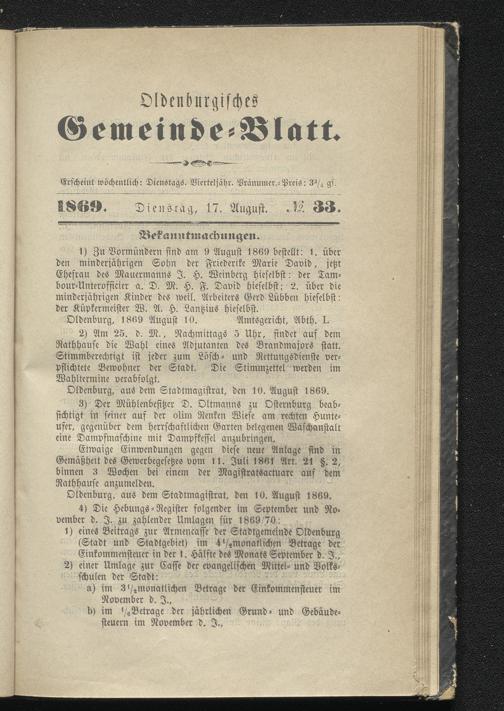 Oldenburgisches
Gemeinde-Blatt.
Erscheint wöchentlich: Dienstags. Vierteljähr. Pränumer.-Preis: 3¾ gf.
1869. Dienstag, 17. August. № 33.
Bekanntmachungen.
1) Zu Vormündern sind am 9 August 1869 bestellt: 1. über
den minderjährigen Sohn der Friederike Marie David, jetzt
Ehefrau des Mauermanns J. H. Weinberg hieselbst: der Tam-
bour-Unterofficier a. D. M. H. F. David hieselbst; 2. über die
minderjährigen Kinder des weil. Arbeiters Gerd Lübben hieselbst:
der Küpkermeister W. A. H. Lantzius hieselbst.
Oldenburg, 1869 August 10. Amtsgericht, Abth. I.
2) Am 25. d. M., Nachmittags 5 Uhr, findet auf dem
Rathhause die Wahl eines Adjutanten des Brandmajors statt.
Stimmberechtigt ist jeder zum Lösch- und Rettungsdienste ver-
pflichtete Bewohner der Stadt. Die Stimmzettel werden im
Wahltermine verabfolgt.
Oldenburg, aus dem Stadtmagistrat, den 10. August 1869.
3) Der Mühlenbesitzer D. Oltmanns zu Osternburg beab-
sichtigt in seiner auf der olim Renken Wiese am rechten Hunte-
ufer, gegenüber dem herrschaftlichen Garten belegenen Waschanstalt
eine Dampfmaschine mit Dampfkessel anzubringen.
Etwaige Einwendungen gegen diese neue Anlage sind in
Gemäßheit des Gewerbegesetzes vom 11. Juli 1861 Art. 21 §. 2,
binnen 3 Wochen bei einem der Magistratsactuare auf dem
Rathhause anzumelden.
Oldenburg, aus dem Stadtmagistrat, den 10. August 1869.
4) Die Hebungs-Register folgender im September und No-
vember d. J. zu zahlender Umlagen für 1869/70:
1) eines Beitrags zur Armencasse der Stadtgemeinde Oldenburg
(Stadt und Stadtgebiet) im 4½monatlichen Betrage der
Einkommensteuer in der 1. Hälfte des Monats September d. J.,
2) einer Umlage zur Casse der evangelischen Mittel- und Volks-
schulen der Stadt:
a) im 3½monatlichen Betrage der Einkommensteuer im
November d. J.,
b) im ⅙Betrage der jährlichen Grund- und Gebäude-
steuern im November d. J.,